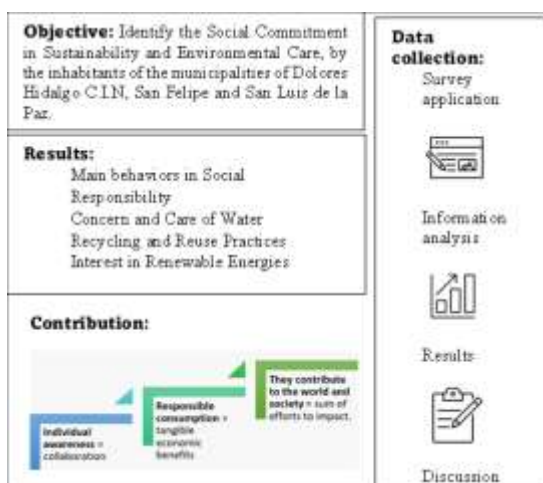 Objective: Identify the Social Commitment
in Sustainability and Environmental Care, by
the inhabitants of the municipalities of Dolores
Hidalgo C.I.N, San Felipe and San Luis de la
Paz.
Results:
Main behaviors in Social
Responsibility
Concern and Care of Water
Recycling and Reuse Practices
Interest in Renewable Energies
Contribution:
Individual
awareness =
collaboration
Responsible
consumption =
tangible
economic
benefits
They contribute
to the world and
society = sum of
efforts to impact.
Data
collection:
Survey
application
Information
analysis
Results
Discussion